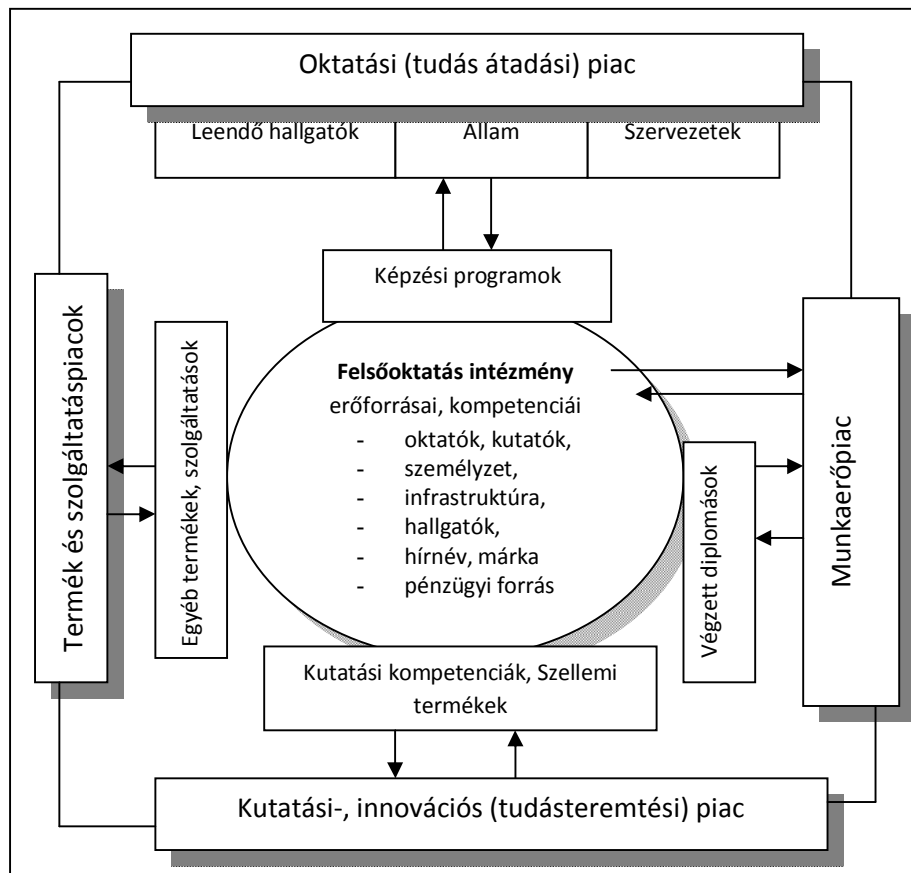 Oktatási (tudás átadási) piac
Leendő hallgatók
Állam
Szervezetek
Képzési programok
Termék és szolgáltatáspiacok
Egyéb termékek, szolgáltatások
Felsőoktatás intézmény
erőforrásai, kompetenciái
- oktatók, kutatók,
- személyzet,
- infrastruktúra,
- hallgatók,
- hírnév, márka
- pénzügyi forrás
Végzett diplomások
Munkaerőpiac
Kutatási kompetenciák, Szellemi
termékek
Kutatási-, innovációs (tudásteremtési) piac